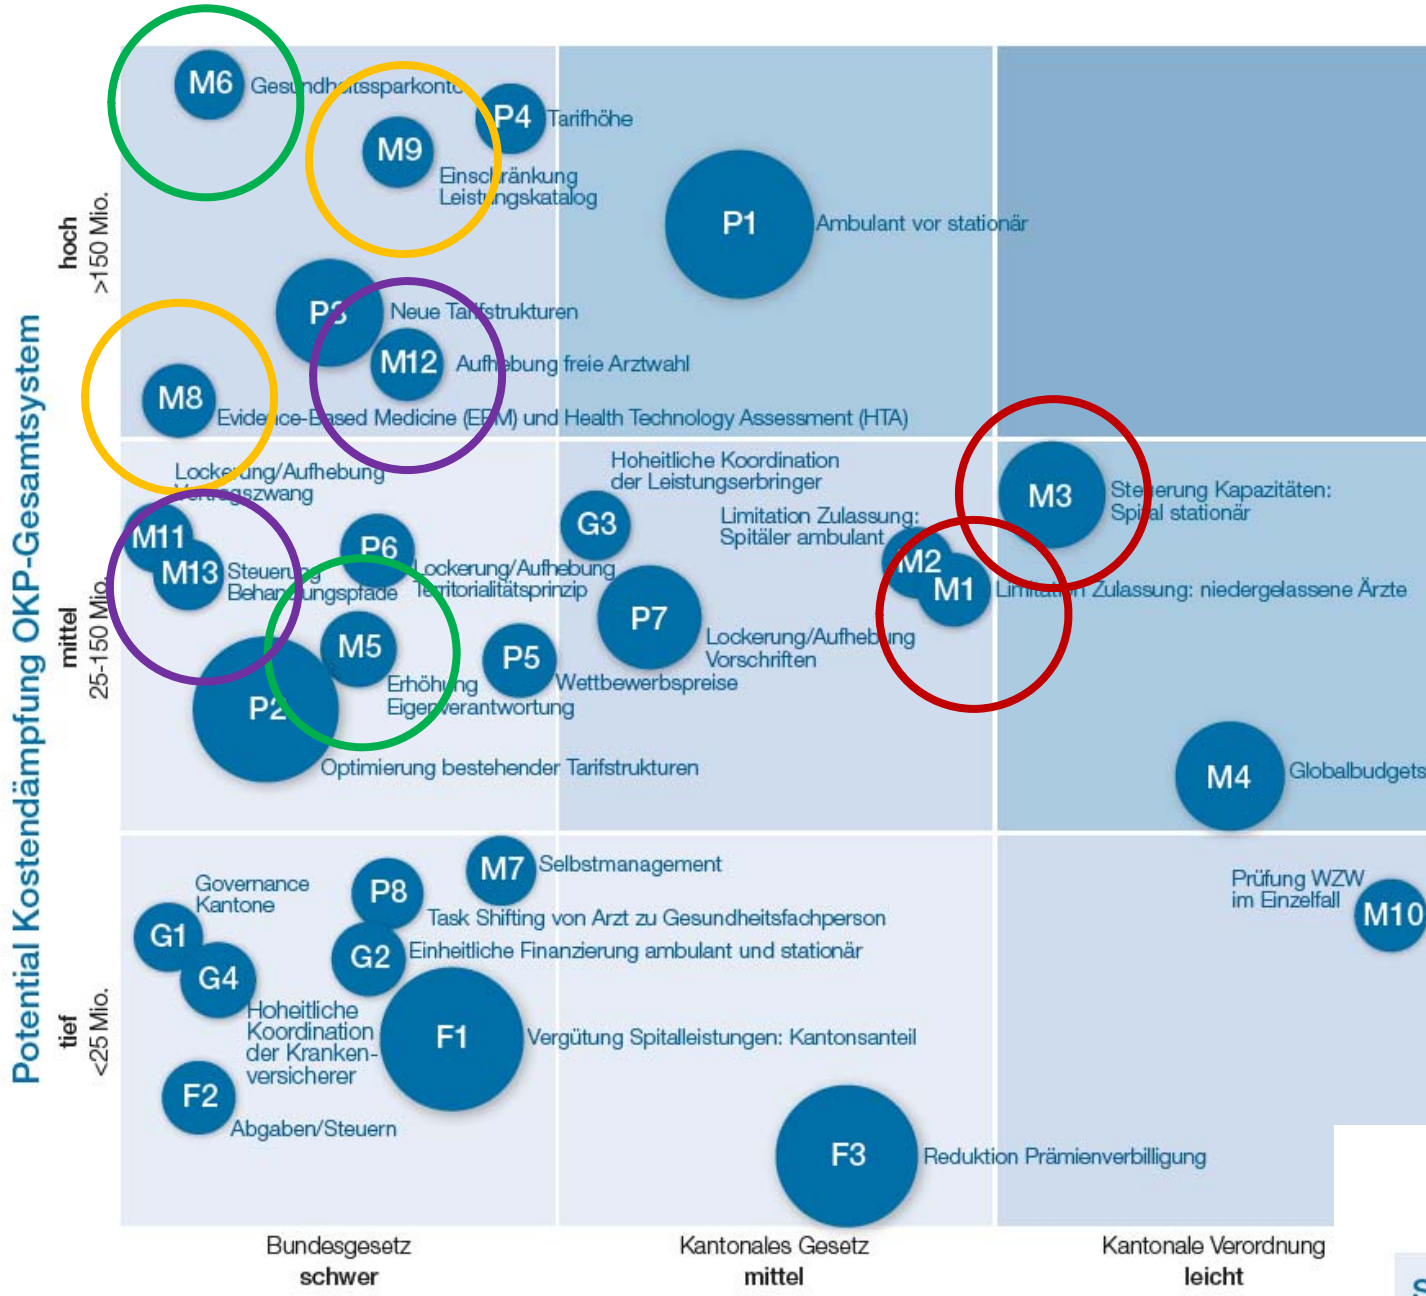 Potential Kostendämpfung OKP-Gesamtsystem
hoch
>150 Mio.
M6
Gesundheitssparkonto
P4
Tarifhöhe
M9
Einschränkung
Leistungskatalog
P1
Ambulant vor stationär
P3
Neue Tarifstrukturen
M12
Aufhebung freie Arztwahl
M8
Evidence-Based Medicine (EBM) und Health Technology Assessment (HTA)
mittel
25-150 Mio.
Lockerung/Aufhebung
Vertragszwang
M11
M13
Steuerung
Behandlungspfade
P6
Lockerung/Aufhebung
Territorialitätsprinzip
M5
Erhöhung
Eigenverantwortung
P2
Optimierung bestehender Tarifstrukturen
P5
Wettbewerbspreise
Hoheitliche Koordination
der Leistungserbringer
G3
Limitation Zulassung:
Spitäler ambulant
M2
M1
Limitation Zulassung: niedergelassene Ärzte
P7
Lockerung/Aufhebung
Vorschriften
M3
Steuerung Kapazitäten:
Spital stationär
M4
Globalbudgets
tief
<25 Mio.
M7
Selbstmanagement
P8
Task Shifting von Arzt zu Gesundheitsfachperson
Governance
Kantone
G1
G2
Einheitliche Finanzierung ambulant und stationär
G4
Hoheitliche
Koordination
der Kranken-
versicherer
F1
Vergütung Spitalleistungen: Kantonsanteil
F2
Abgaben/Steuern
F3
Reduktion Prämienverbilligung
Prüfung WZW
im Einzelfall
M10
Bundesgesetz
schwer
Kantonales Gesetz
mittel
Kantonale Verordnung
leicht